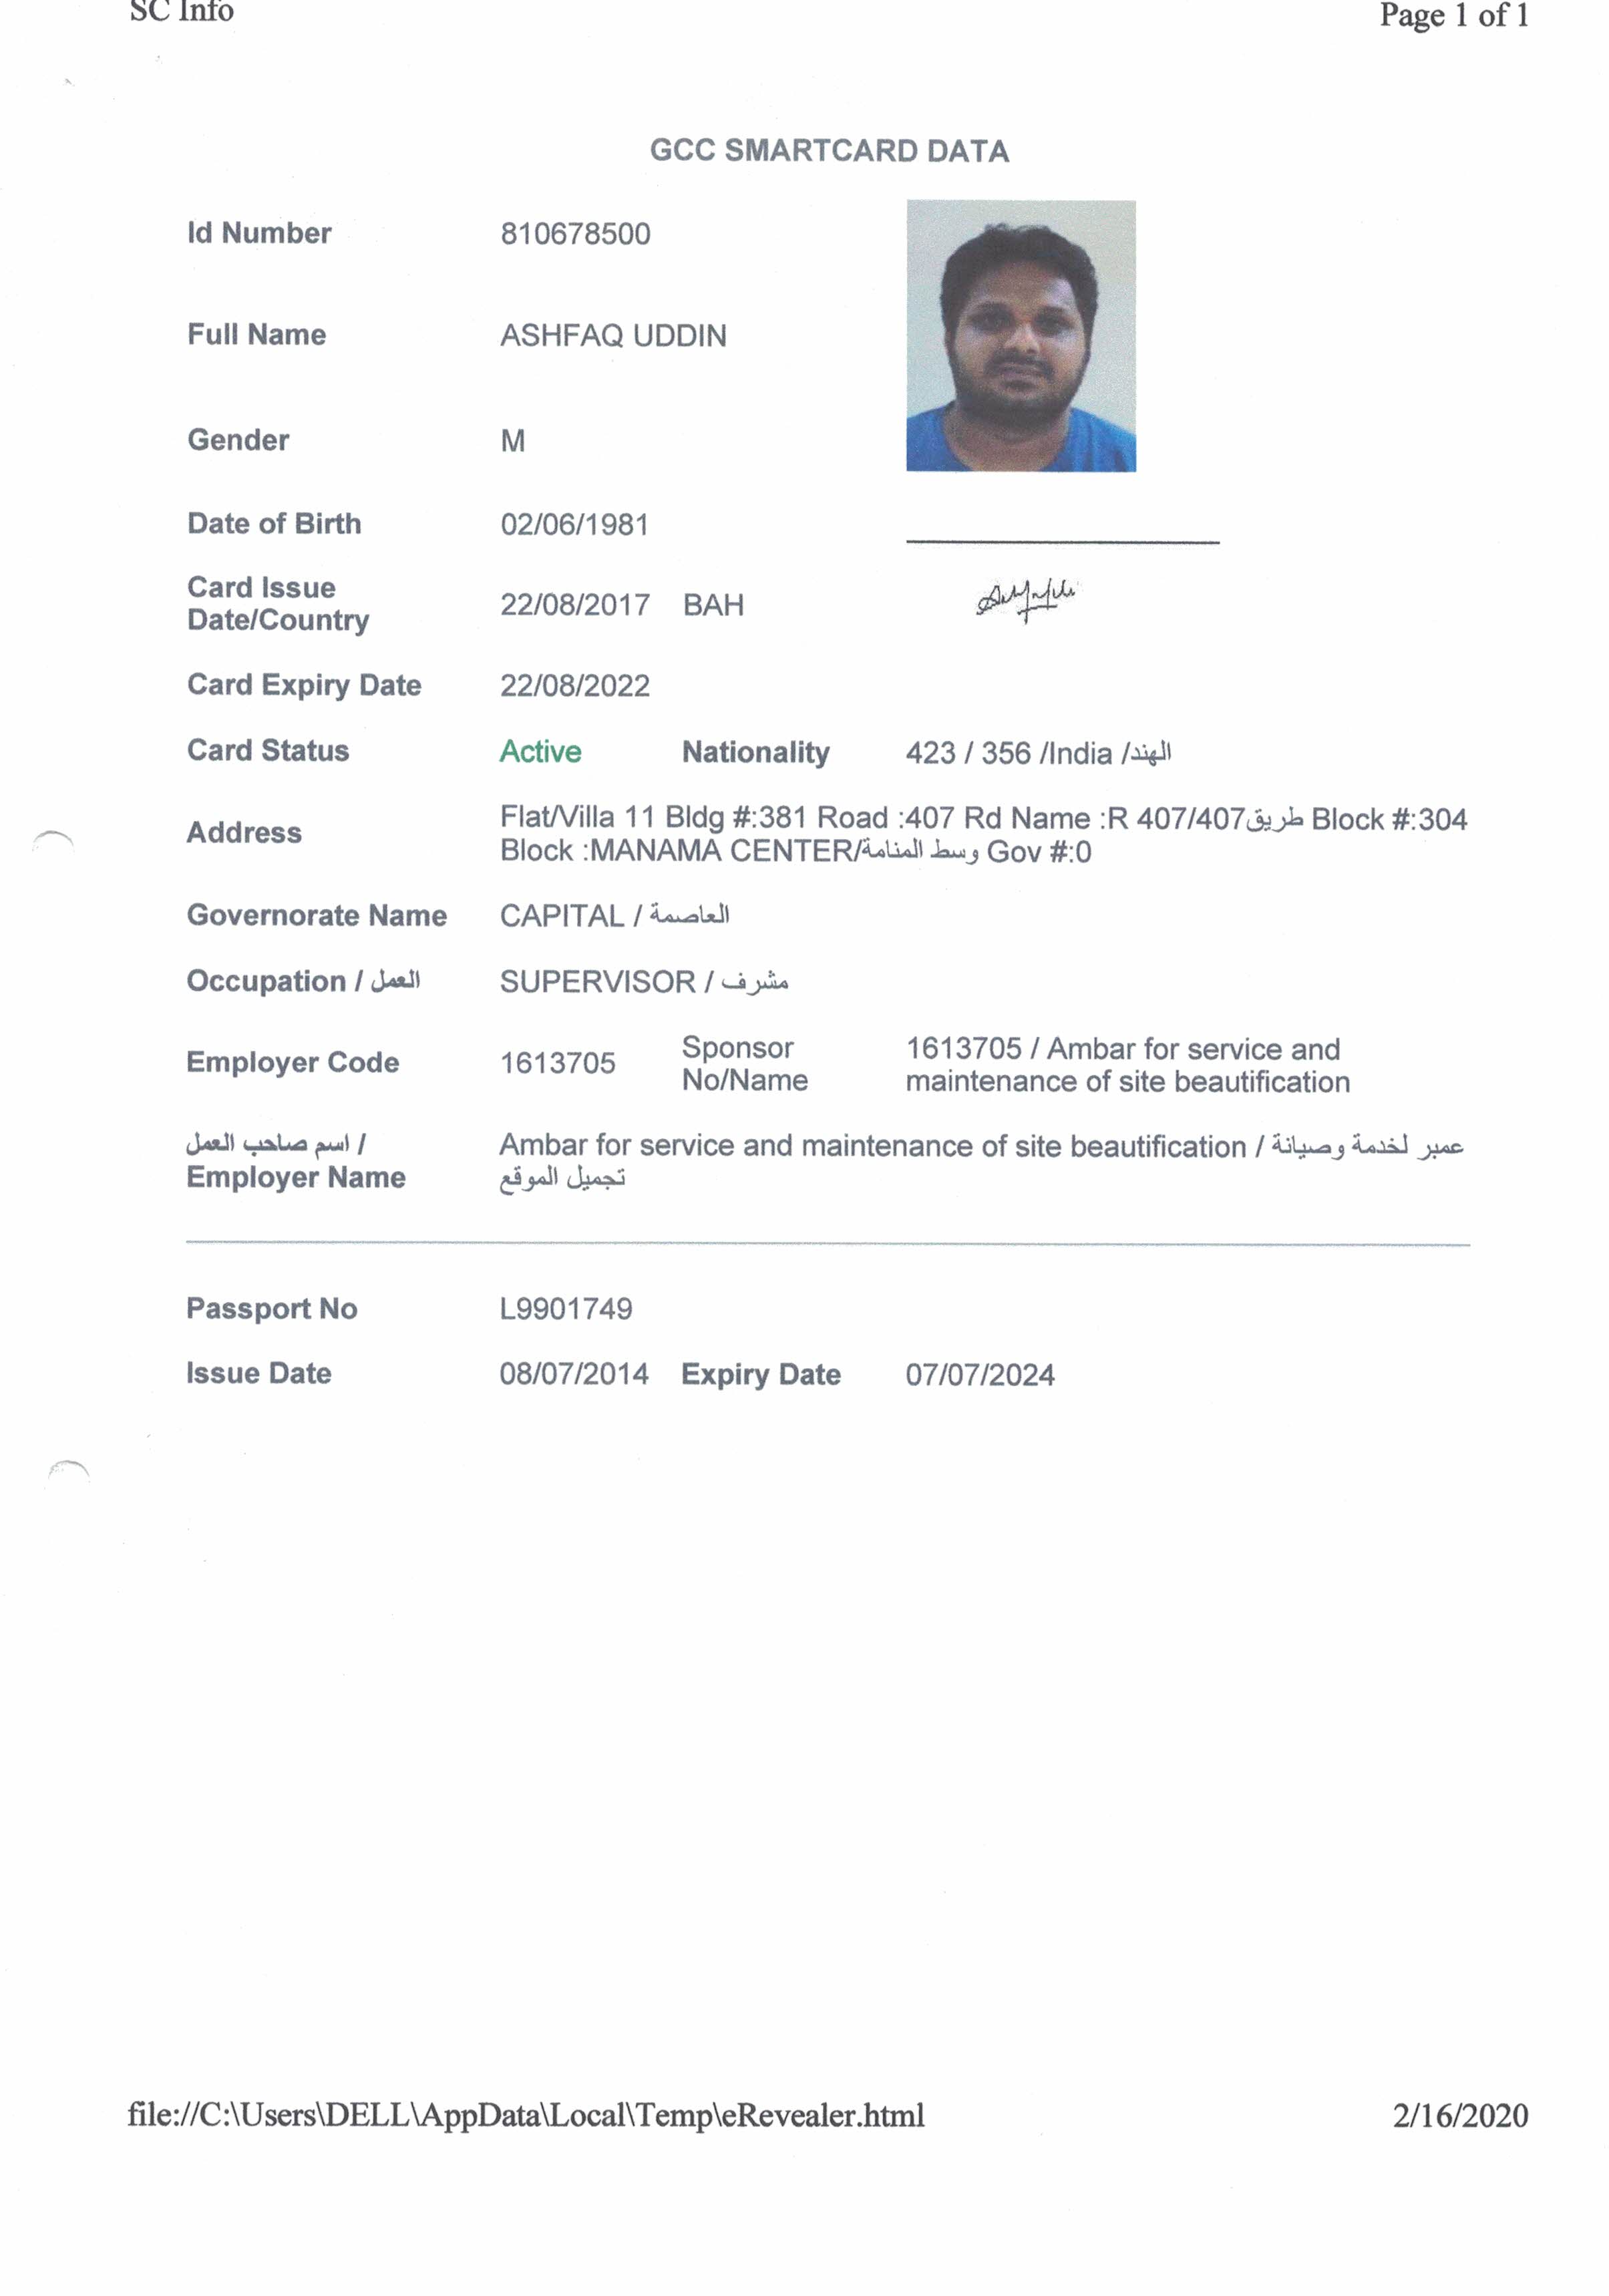 SC Info Page 1 of 1
GCC SMARTCARD DATA
Id Number 810678500
Full Name ASHFAQ UDDIN
Gender M
Date of Birth 02/06/1981
Card Issue
Date/Country 22/08/2017 BAH
Card Expiry Date 22/08/2022
Card Status Active Nationality 423 / 356 /India /الهند
Address Flat/Villa 11 Bldg #:381 Road :407 Rd Name :R 407/407طريق Block #:304
Block :MANAMA CENTER/وسط المنامة Gov #:0
Governorate Name CAPITAL / العاصمة
Occupation / العمل SUPERVISOR / مشرف
Employer Code 1613705 Sponsor No/Name 1613705 / Ambar for service and
maintenance of site beautification
اسم صاحب العمل / Ambar for service and maintenance of site beautification / عمبر لخدمة وصيانة
Employer Name تجميل الموقع
Passport No L9901749
Issue Date 08/07/2014 Expiry Date 07/07/2024
file://C:\Users\DELL\AppData\Local\Temp\eRevealer.html 2/16/2020